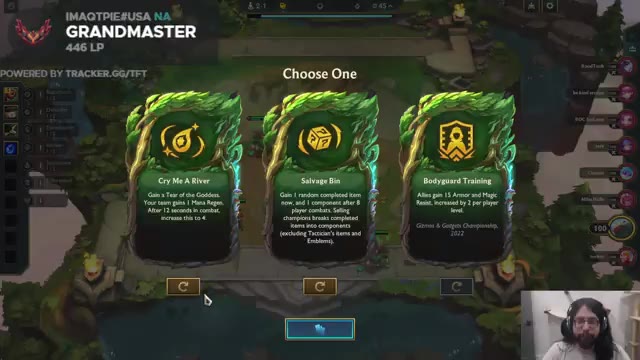 IMAQTPIE#USA NA
GRANDMASTER
446 LP
POWERED BY TRACKER.GG/TFT
2-1
0:45
Choose One
Cry Me A River
Gain a Tear of the Goddess.
Your team gains 1 Mana Regen.
After 12 seconds in combat,
increase this to 4.
Salvage Bin
Gain 1 random completed item
now, and 1 component after 8
player combats. Selling
champions breaks completed
items into components
(excluding Tactician's items and
Emblems).
Bodyguard Training
Allies gain 15 Armor and Magic
Resist, increased by 2 per player
level.
Gizmos & Gadgets Championship,
2022
100